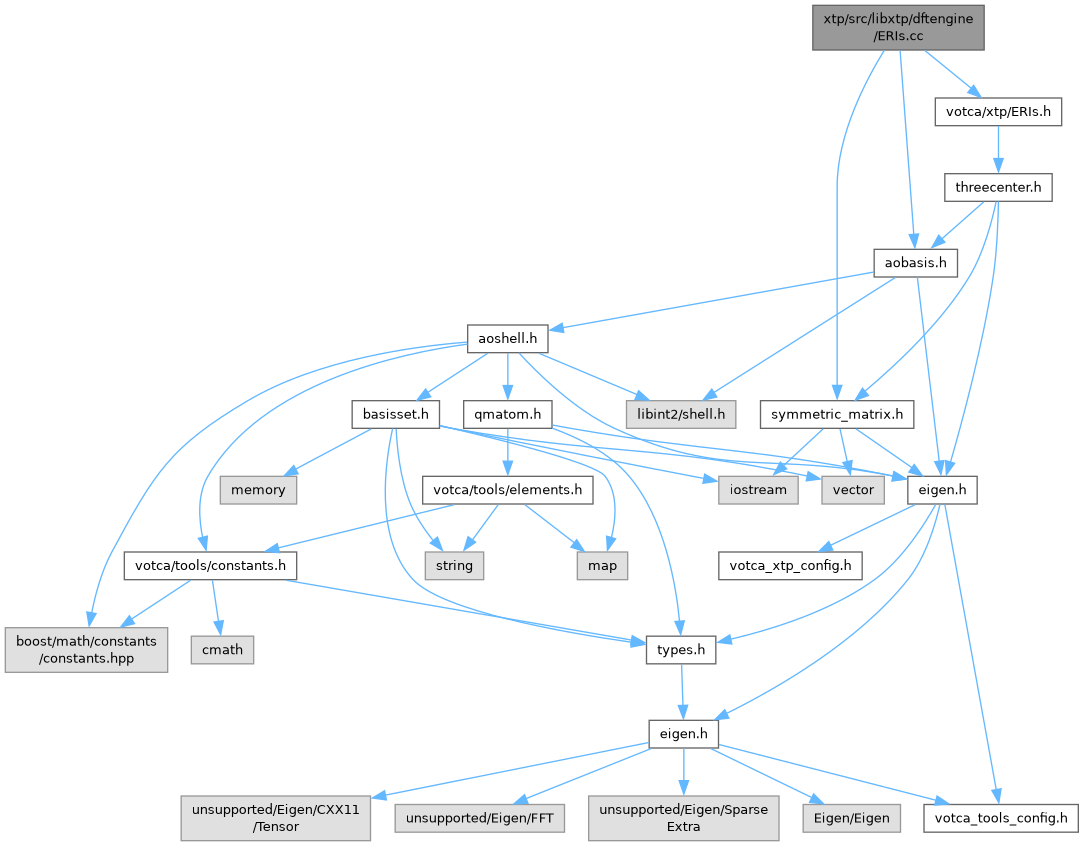 xtp/src/libxtp/dftengine
/ERIs.cc
votca/xtp/ERIs.h
threecenter.h
aobasis.h
aoshell.h
basisset.h
qmatom.h
libint2/shell.h
symmetric_matrix.h
memory
votca/tools/elements.h
iostream
vector
eigen.h
votca/tools/constants.h
string
map
votca_xtp_config.h
boost/math/constants
/constants.hpp
cmath
types.h
eigen.h
unsupported/Eigen/CXX11
/Tensor
unsupported/Eigen/FFT
unsupported/Eigen/Sparse
Extra
Eigen/Eigen
votca_tools_config.h